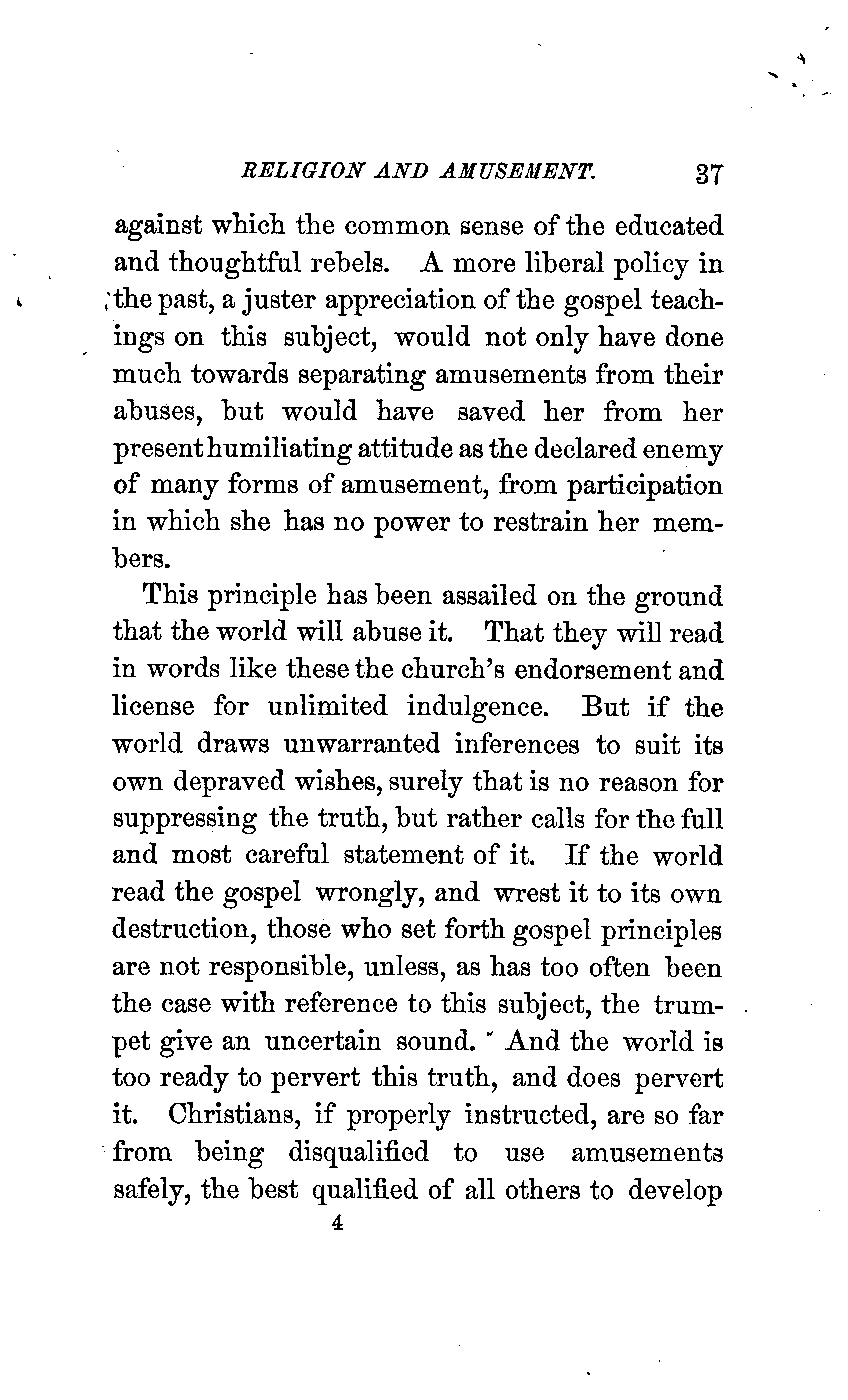 RELIGION AND AMUSEMENT. 37
against which the common sense of the educated
and thoughtful rebels. A more liberal policy in
the past, a juster appreciation of the gospel teach-
ings on this subject, would not only have done
much towards separating amusements from their
abuses, but would have saved her from her
present humiliating attitude as the declared enemy
of many forms of amusement, from participation
in which she has no power to restrain her mem-
bers.
This principle has been assailed on the ground
that the world will abuse it. That they will read
in words like these the church's endorsement and
license for unlimited indulgence. But if the
world draws unwarranted inferences to suit its
own depraved wishes, surely that is no reason for
suppressing the truth, but rather calls for the full
and most careful statement of it. If the world
read the gospel wrongly, and wrest it to its own
destruction, those who set forth gospel principles
are not responsible, unless, as has too often been
the case with reference to this subject, the trum-
pet give an uncertain sound. And the world is
too ready to pervert this truth, and does pervert
it. Christians, if properly instructed, are so far
from being disqualified to use amusements
safely, the best qualified of all others to develop
4